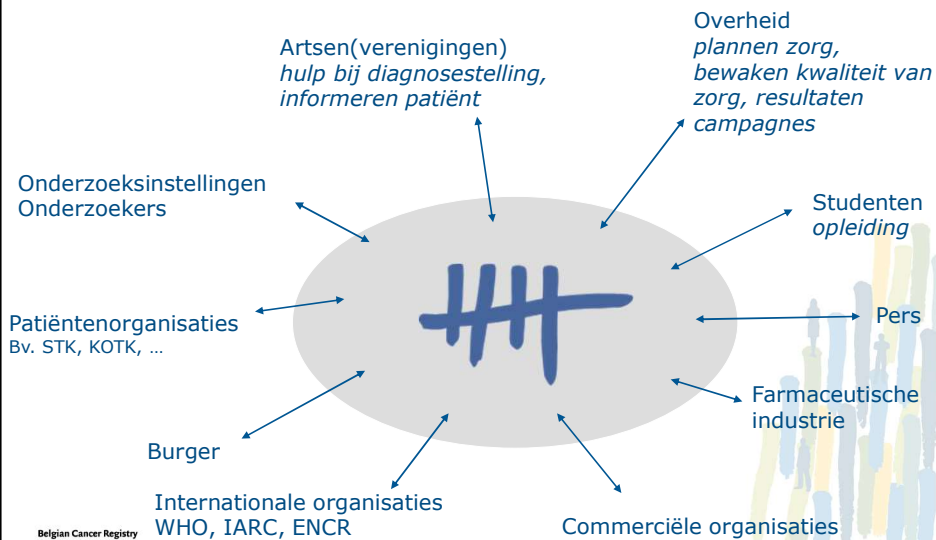 Artsen(verenigingen)
hulp bij diagnosestelling,
informeren patiënt
Overheid
plannen zorg,
bewaken kwaliteit van
zorg, resultaten
campagnes
Onderzoeksinstellingen
Onderzoekers
Studenten
opleiding
Patiëntenorganisaties
Bv. STK, KOTK, …
Pers
Farmaceutische
industrie
Burger
Internationale organisaties
WHO, IARC, ENCR
Commerciële organisaties
Belgian Cancer Registry